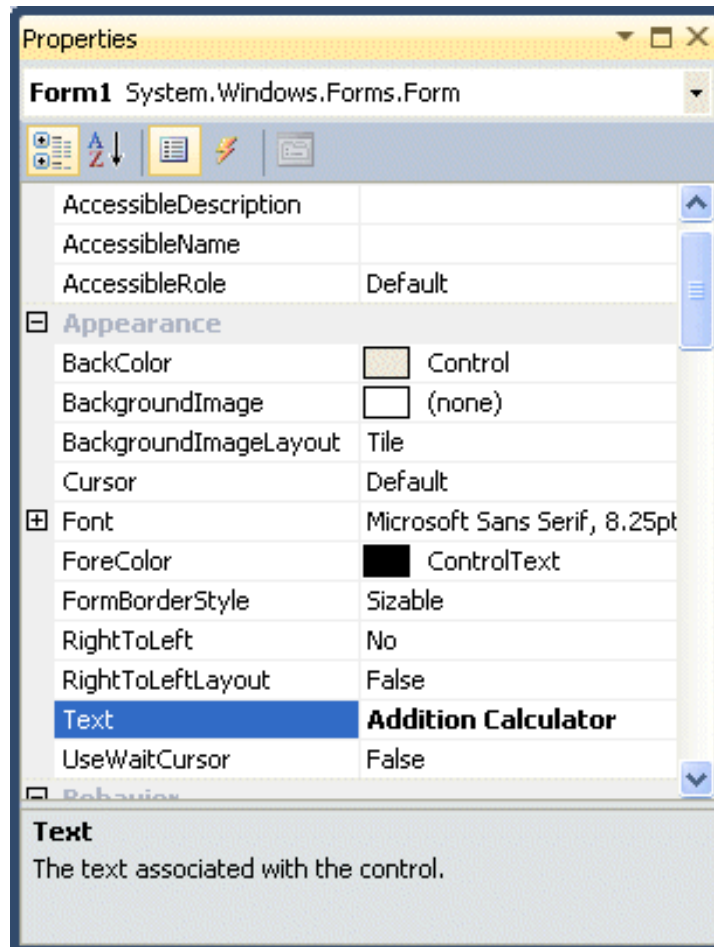 Properties
Form1 System.Windows.Forms.Form
A
Z
AccessibleDescription
AccessibleName
AccessibleRole Default
Appearance
BackColor Control
BackgroundImage (none)
BackgroundImageLayout Tile
Cursor Default
Font Microsoft Sans Serif, 8.25pt
ForeColor ControlText
FormBorderStyle Sizable
RightToLeft No
RightToLeftLayout False
Text Addition Calculator
UseWaitCursor False
Behavior
Text
The text associated with the control.